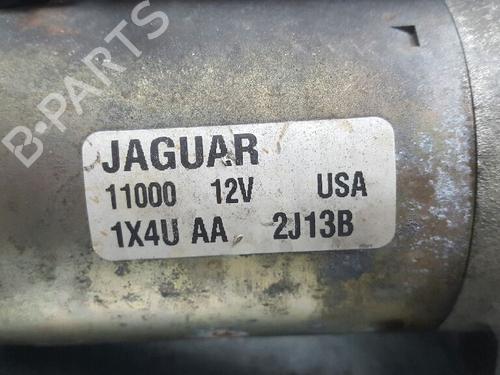 B-PARTS
JAGUAR
11000 12V USA
1X4U AA 2J13B